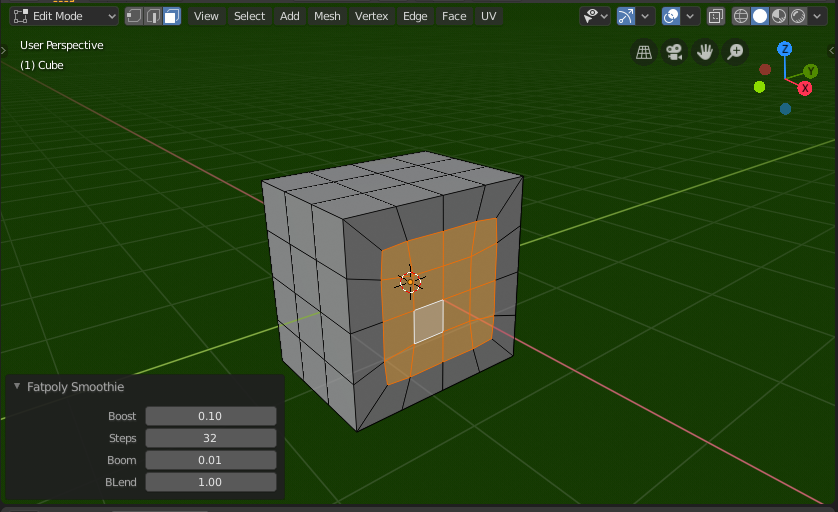 Edit Mode View Select Add Mesh Vertex Edge Face UV
User Perspective
(1) Cube
Z
Y
X
Fatpoly Smoothie
Boost 0.10
Steps 32
Boom 0.01
BLend 1.00